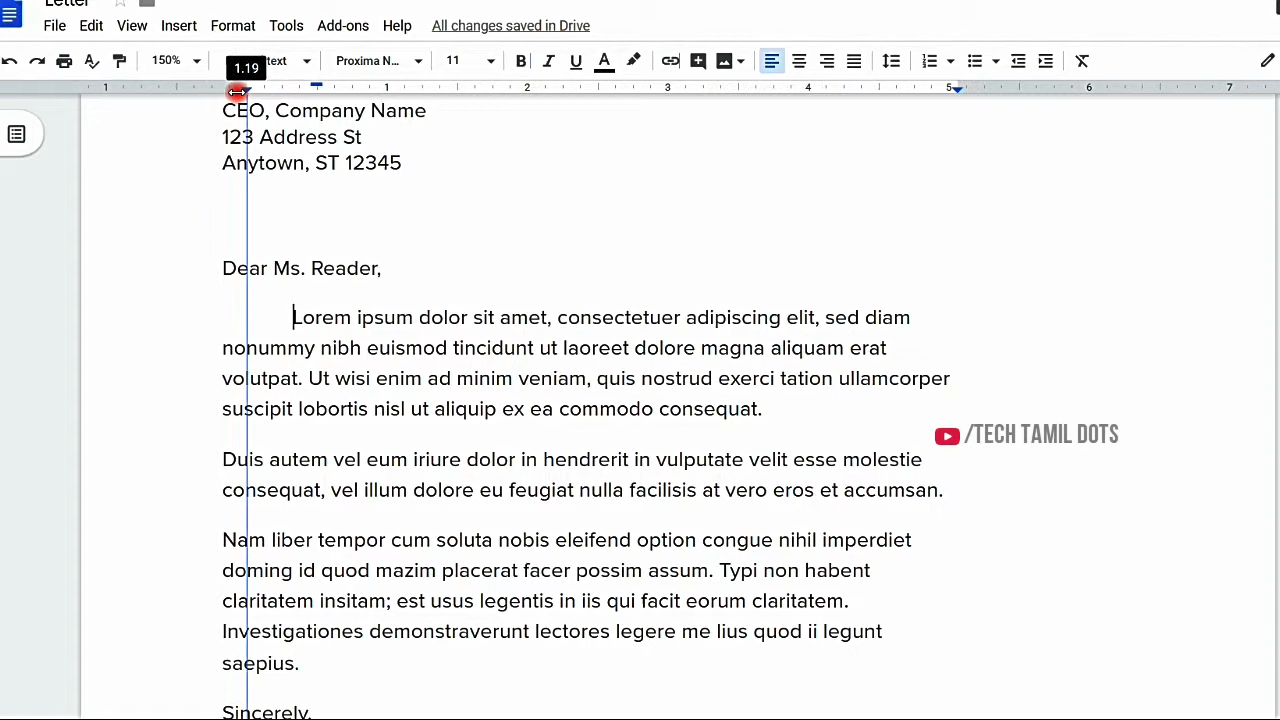 Letter
File Edit View Insert Format Tools Add-ons Help All changes saved in Drive
150% text Proxima N... 11
1.19
1 1 2 3 4 5 6 7
CEO, Company Name
123 Address St
Anytown, ST 12345
Dear Ms. Reader,
Lorem ipsum dolor sit amet, consectetuer adipiscing elit, sed diam
nonummy nibh euismod tincidunt ut laoreet dolore magna aliquam erat
volutpat. Ut wisi enim ad minim veniam, quis nostrud exerci tation ullamcorper
suscipit lobortis nisl ut aliquip ex ea commodo consequat.
/TECH TAMIL DOTS
Duis autem vel eum iriure dolor in hendrerit in vulputate velit esse molestie
consequat, vel illum dolore eu feugiat nulla facilisis at vero eros et accumsan.
Nam liber tempor cum soluta nobis eleifend option congue nihil imperdiet
doming id quod mazim placerat facer possim assum. Typi non habent
claritatem insitam; est usus legentis in iis qui facit eorum claritatem.
Investigationes demonstraverunt lectores legere me lius quod ii legunt
saepius.
Sincerely,